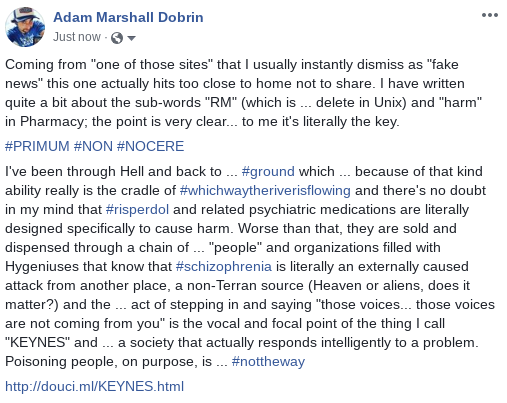 Adam Marshall Dobrin
Just now ·
Coming from "one of those sites" that I usually instantly dismiss as "fake
news" this one actually hits too close to home not to share. I have written
quite a bit about the sub-words "RM" (which is ... delete in Unix) and "harm"
in Pharmacy; the point is very clear... to me it's literally the key.
#PRIMUM #NON #NOCERE
I've been through Hell and back to ... #ground which ... because of that kind
ability really is the cradle of #whichwaytheriverisflowing and there's no doubt
in my mind that #risperdol and related psychiatric medications are literally
designed specifically to cause harm. Worse than that, they are sold and
dispensed through a chain of ... "people" and organizations filled with
Hygeniuses that know that #schizophrenia is literally an externally caused
attack from another place, a non-Terran source (Heaven or aliens, does it
matter?) and the ... act of stepping in and saying "those voices... those voices
are not coming from you" is the vocal and focal point of the thing I call
"KEYNES" and ... a society that actually responds intelligently to a problem.
Poisoning people, on purpose, is ... #nottheway
http://douci.ml/KEYNES.html